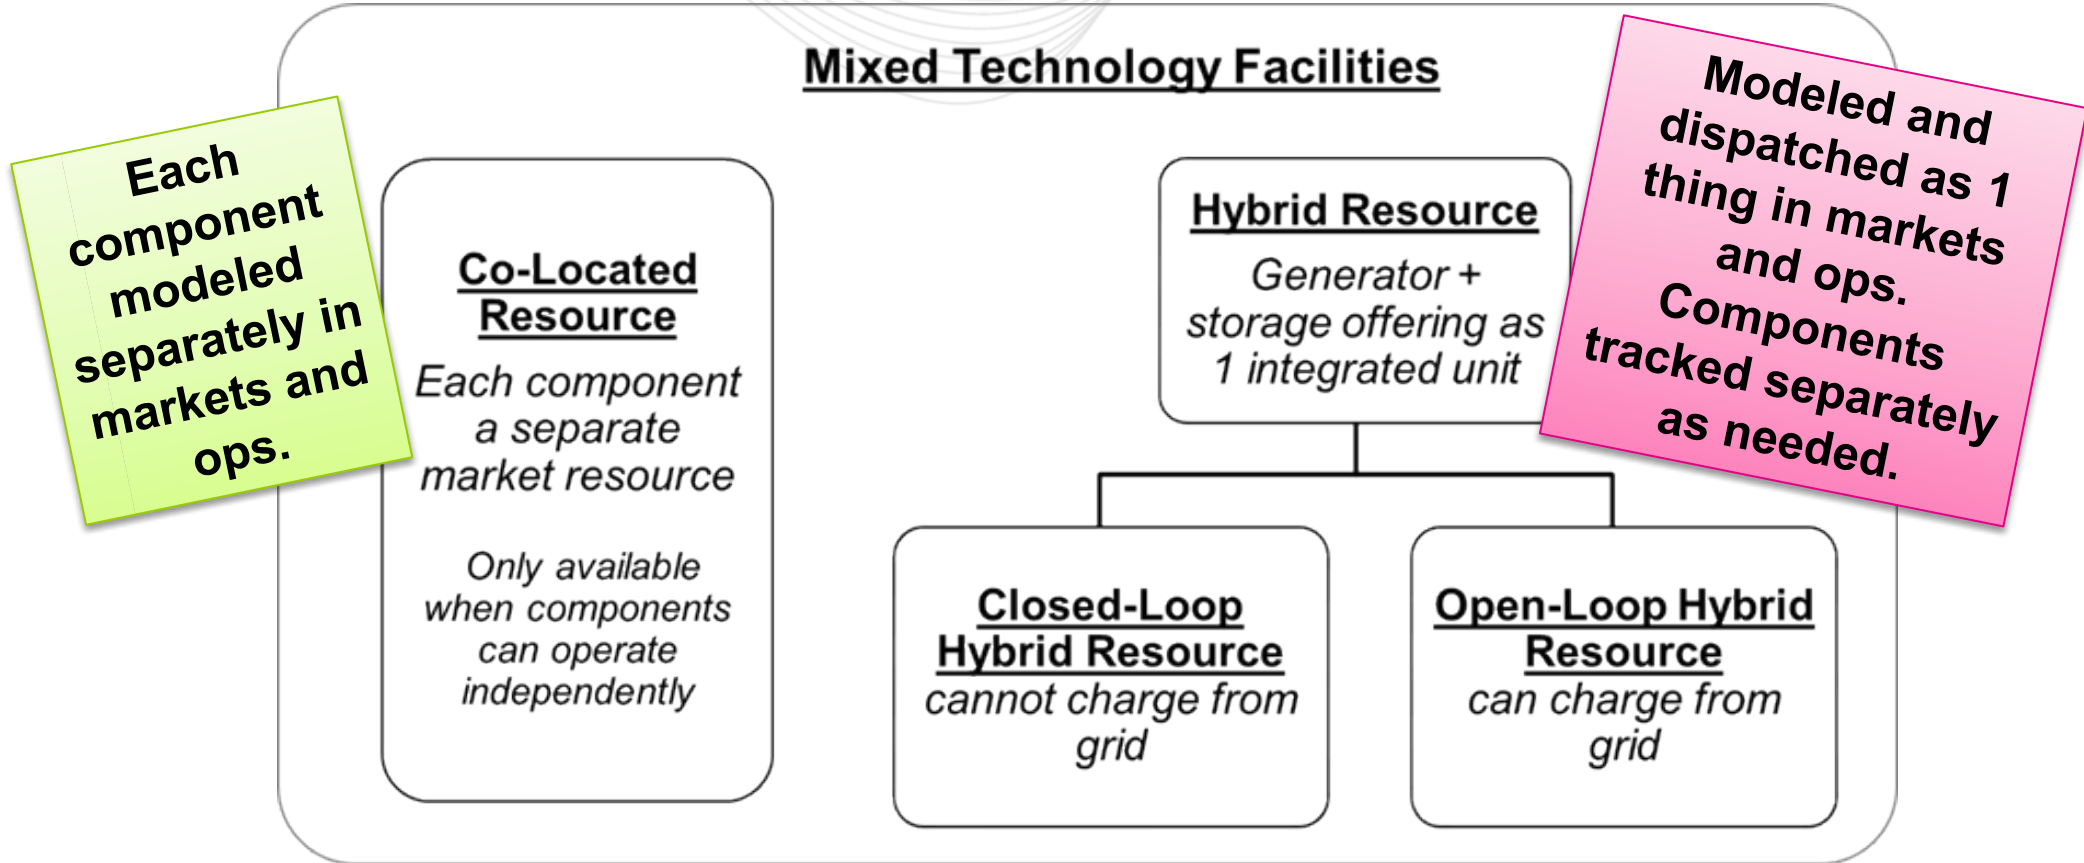 Mixed Technology Facilities
Each
component
modeled
separately in
markets and
ops.
Co-Located
Resource
Each component
a separate
market resource
Only available
when components
can operate
independently
Hybrid Resource
Generator +
storage offering as
1 integrated unit
Modeled and
dispatched as 1
thing in markets
and ops.
Components
tracked separately
as needed.
Closed-Loop
Hybrid Resource
cannot charge from
grid
Open-Loop Hybrid
Resource
can charge from
grid